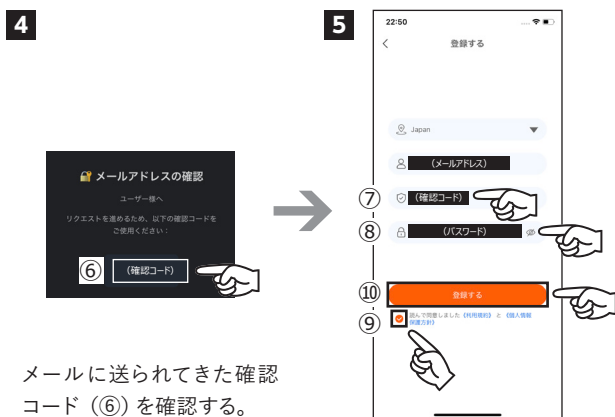 4
🔐 メールアドレスの確認
ユーザー様へ
リクエストを進めるため、以下の確認コードを
ご使用ください：
⑥ (確認コード)
メールに送られてきた確認
コード（⑥）を確認する。
5
22:50
登録する
Japan
(メールアドレス)
⑦ (確認コード)
⑧ (パスワード)
⑩ 登録する
⑨ 読んで同意しました《利用規約》 と 《個人情報
保護方針》